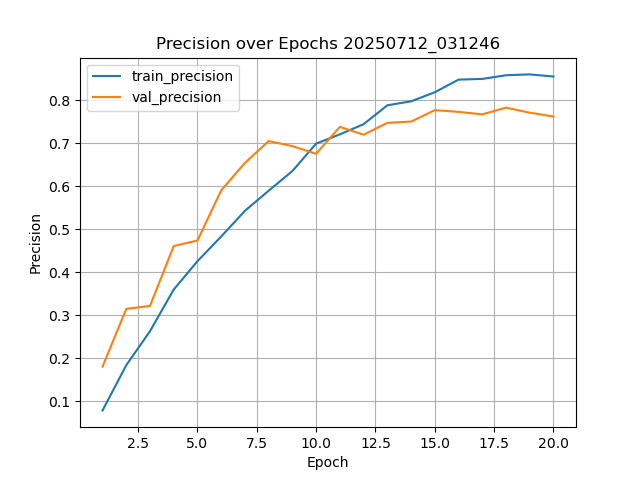 Precision over Epochs 20250712_031246
train_precision
val_precision
Precision
0.8
0.7
0.6
0.5
0.4
0.3
0.2
0.1
2.5 5.0 7.5 10.0 12.5 15.0 17.5 20.0
Epoch